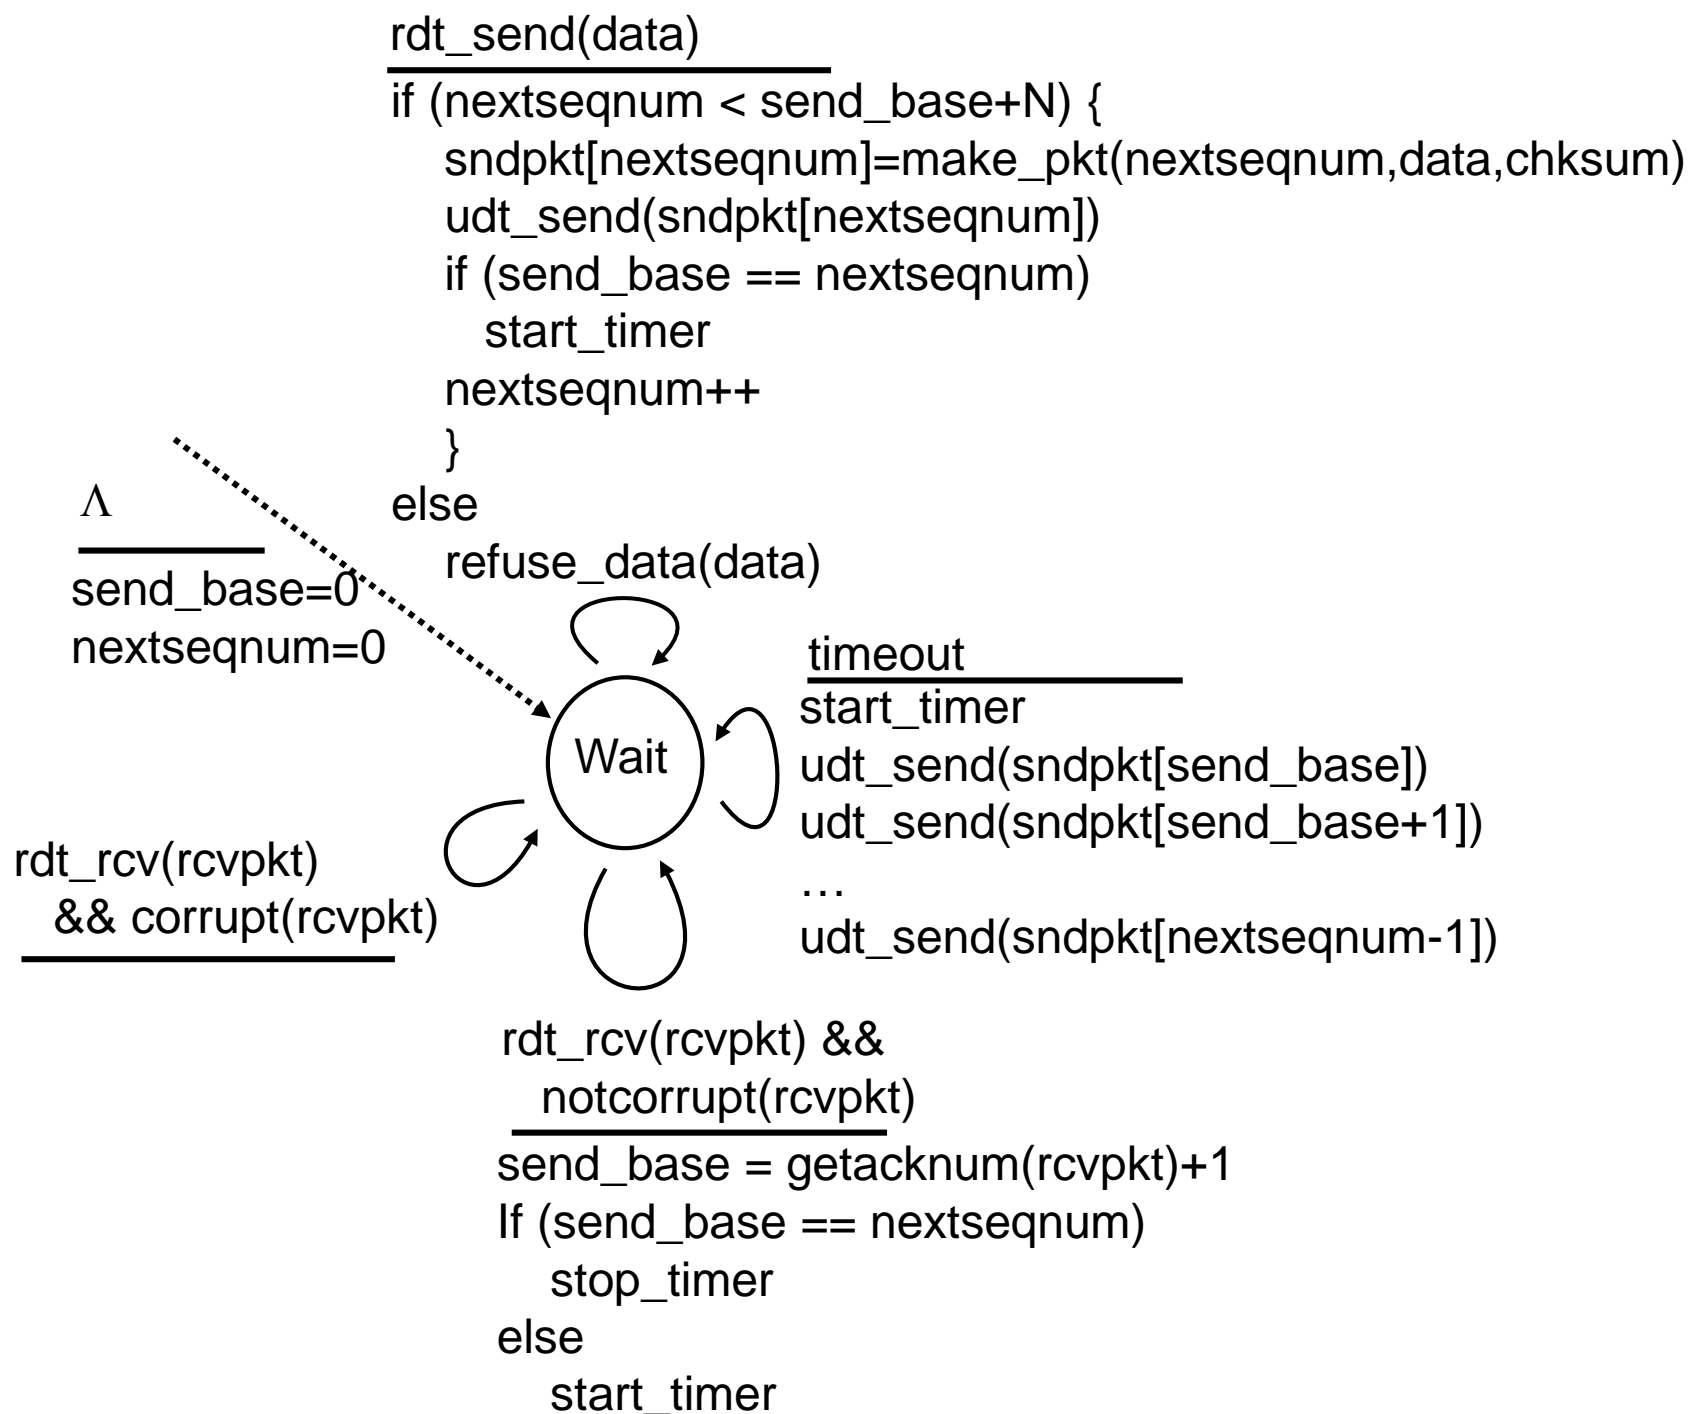 rdt_send(data)
if (nextseqnum < send_base+N) {
sndpkt[nextseqnum]=make_pkt(nextseqnum,data,chksum)
udt_send(sndpkt[nextseqnum])
if (send_base == nextseqnum)
start_timer
nextseqnum++
}
else
refuse_data(data)
Λ
send_base=0
nextseqnum=0
Wait
timeout
start_timer
udt_send(sndpkt[send_base])
udt_send(sndpkt[send_base+1])
…
udt_send(sndpkt[nextseqnum-1])
rdt_rcv(rcvpkt)
&& corrupt(rcvpkt)
rdt_rcv(rcvpkt) &&
notcorrupt(rcvpkt)
send_base = getacknum(rcvpkt)+1
If (send_base == nextseqnum)
stop_timer
else
start_timer